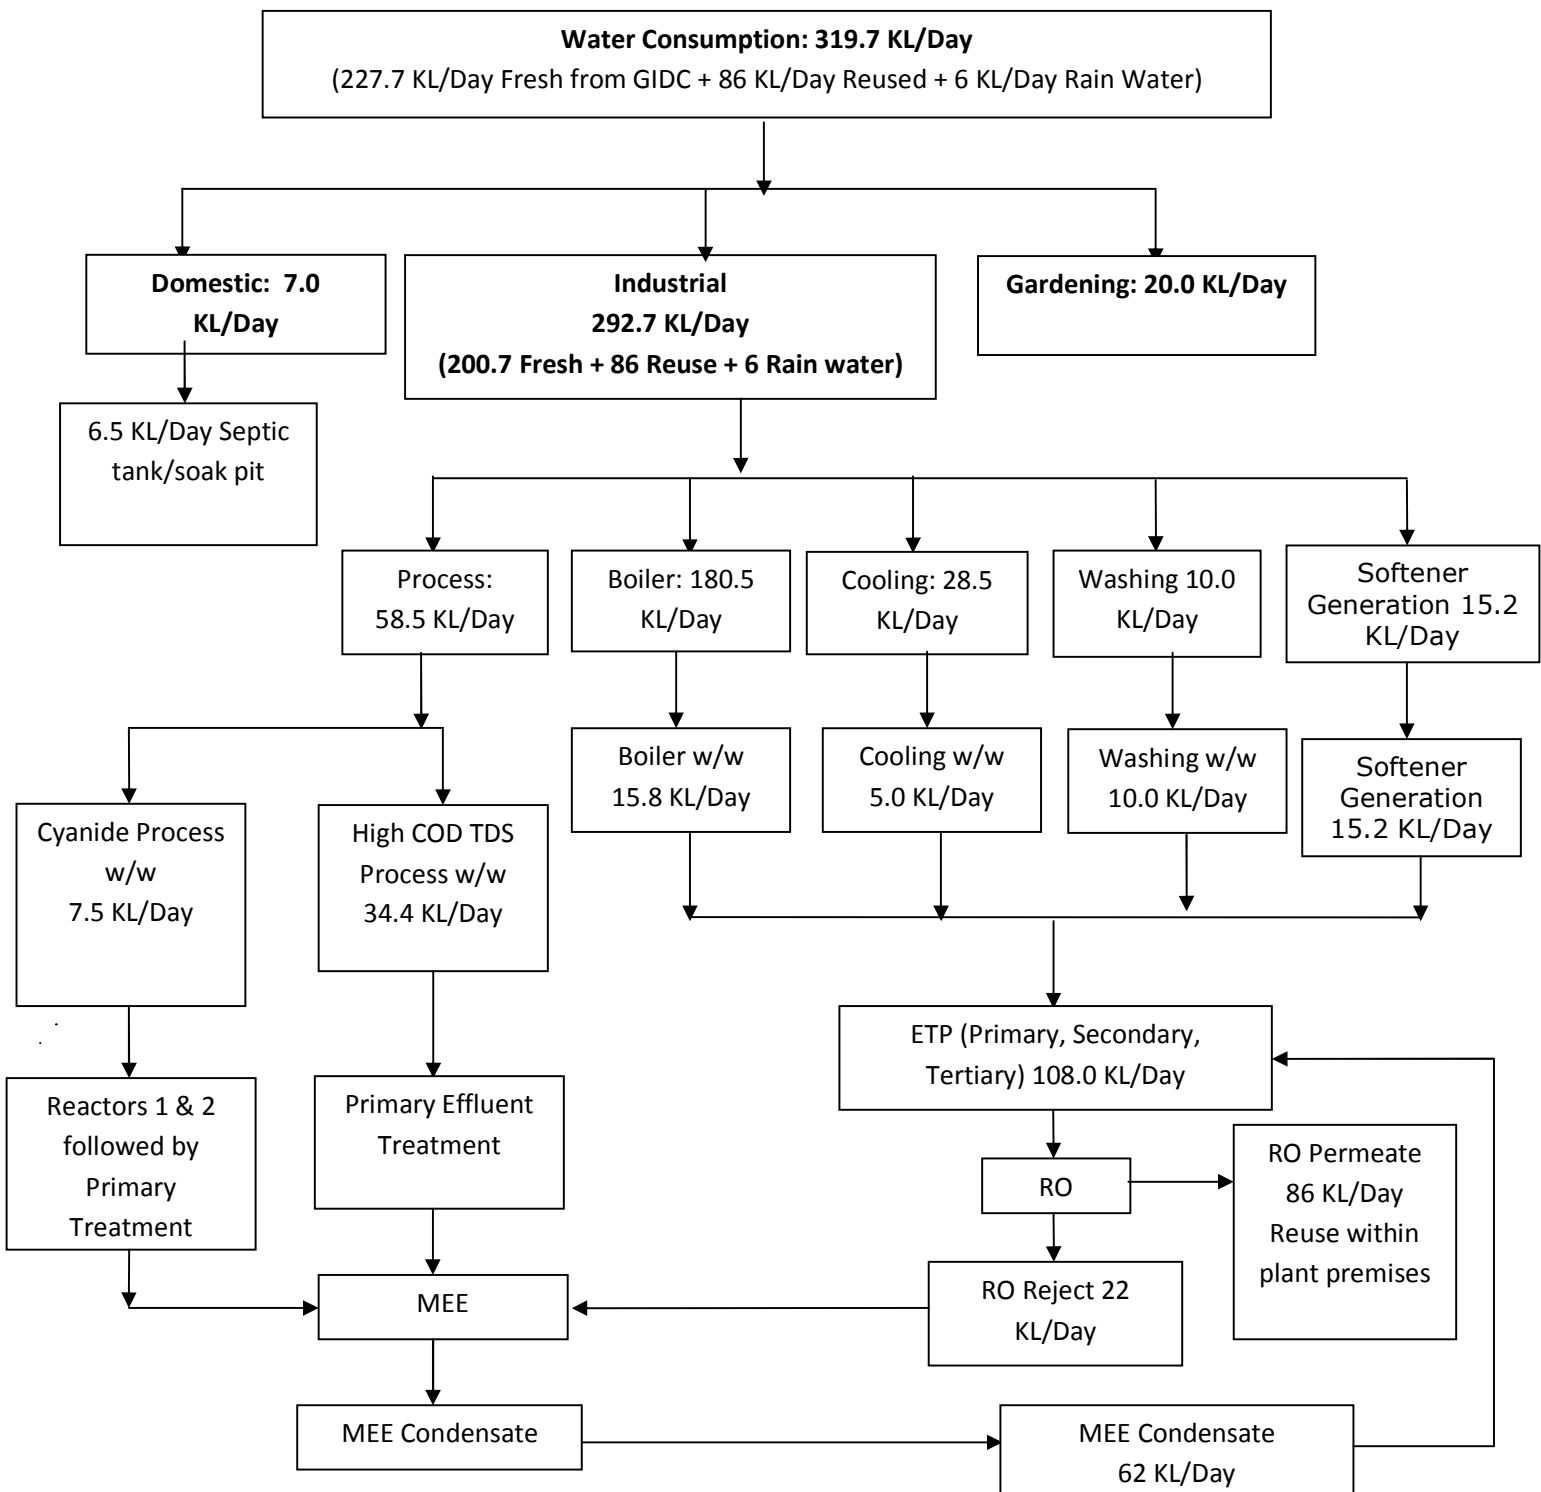 Water Consumption: 319.7 KL/Day
(227.7 KL/Day Fresh from GIDC + 86 KL/Day Reused + 6 KL/Day Rain Water)
Domestic: 7.0
KL/Day
Industrial
292.7 KL/Day
(200.7 Fresh + 86 Reuse + 6 Rain water)
Gardening: 20.0 KL/Day
6.5 KL/Day Septic
tank/soak pit
Process:
58.5 KL/Day
Boiler: 180.5
KL/Day
Cooling: 28.5
KL/Day
Washing 10.0
KL/Day
Softener
Generation 15.2
KL/Day
Boiler w/w
15.8 KL/Day
Cooling w/w
5.0 KL/Day
Washing w/w
10.0 KL/Day
Softener
Generation
15.2 KL/Day
Cyanide Process
w/w
7.5 KL/Day
High COD TDS
Process w/w
34.4 KL/Day
ETP (Primary, Secondary,
Tertiary) 108.0 KL/Day
Reactors 1 & 2
followed by
Primary
Treatment
Primary Effluent
Treatment
RO
RO Permeate
86 KL/Day
Reuse within
plant premises
MEE
RO Reject 22
KL/Day
MEE Condensate
MEE Condensate
62 KL/Day